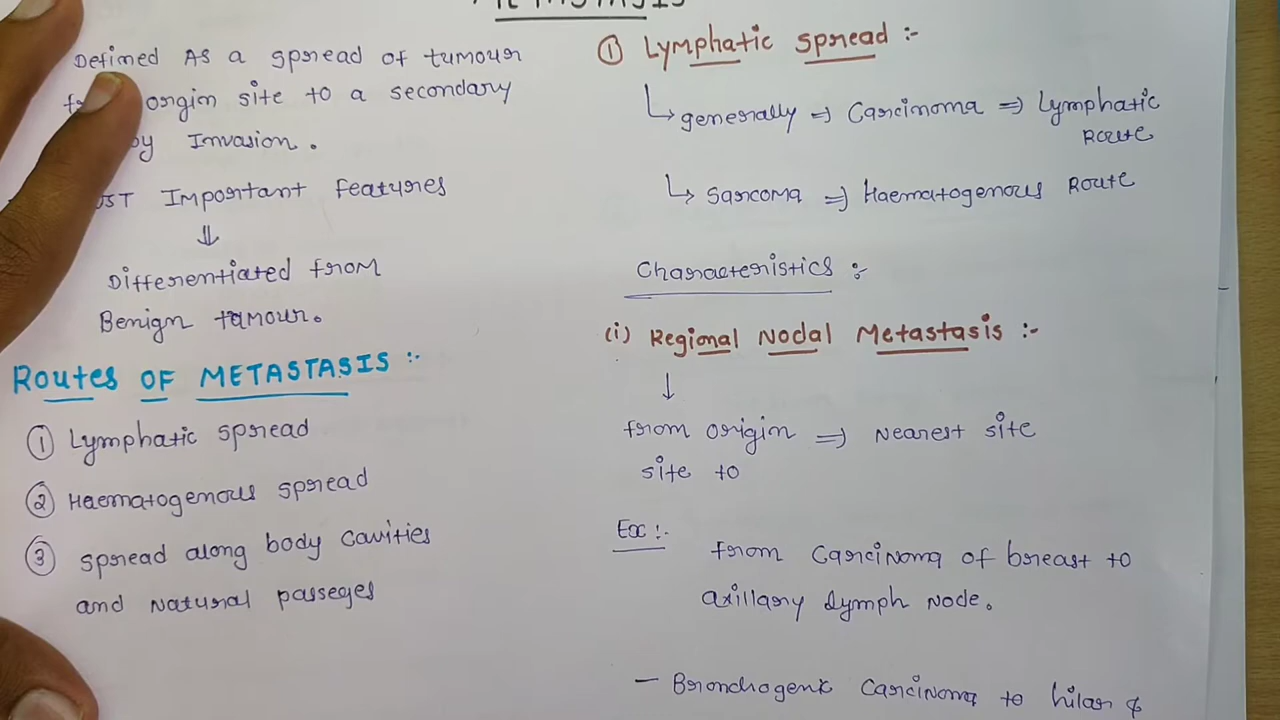 METASTASIS
Defined As a spread of tumour
orgin site to a secondary
by Invasion.
Important features
⇓
Differentiated from
Benign tumour.
Routes OF METASTASIS :-
① Lymphatic spread
② Haematogenous spread
③ spread along body cavities
and Natural passeges
① Lymphatic spread :-
↳ generally ⇒ Carcinoma ⇒ Lymphatic
Route
↳ Sarcoma ⇒ Haematogenous Route
Characteristics :-
(i) Regional Nodal Metastasis :-
↓
from origin ⇒ Nearest site
site to
Ex :-
from Carcinoma of breast to
axillary lymph Node.
– Bronchogenic Carcinoma to hilar &